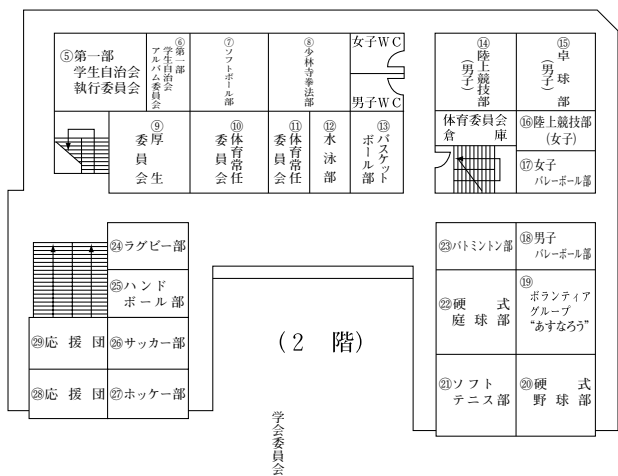 ⑤第一部
学生自治会
執行委員会
⑥第一部
学生自治会
アルバム委員会
⑦ソフトボール部
⑧少林寺拳法部
女子WC
男子WC
⑨厚生
委員会
⑩体育常任
委員会
⑪体育常任
委員会
⑫水泳部
⑬バスケット
ボール部
⑭陸上競技部
(男子)
⑮卓球部
(男子)
体育委員会
倉庫
⑯陸上競技部
(女子)
⑰女子
バレーボール部
㉔ラグビー部
㉕ハンド
ボール部
㉙応援団
㉖サッカー部
㉘応援団
㉗ホッケー部
(2 階)
㉓バトミントン部
⑱男子
バレーボール部
㉒硬式
庭球部
⑲
ボランティア
グループ
“あすなろう”
㉑ソフト
テニス部
⑳硬式
野球部
学会委員会